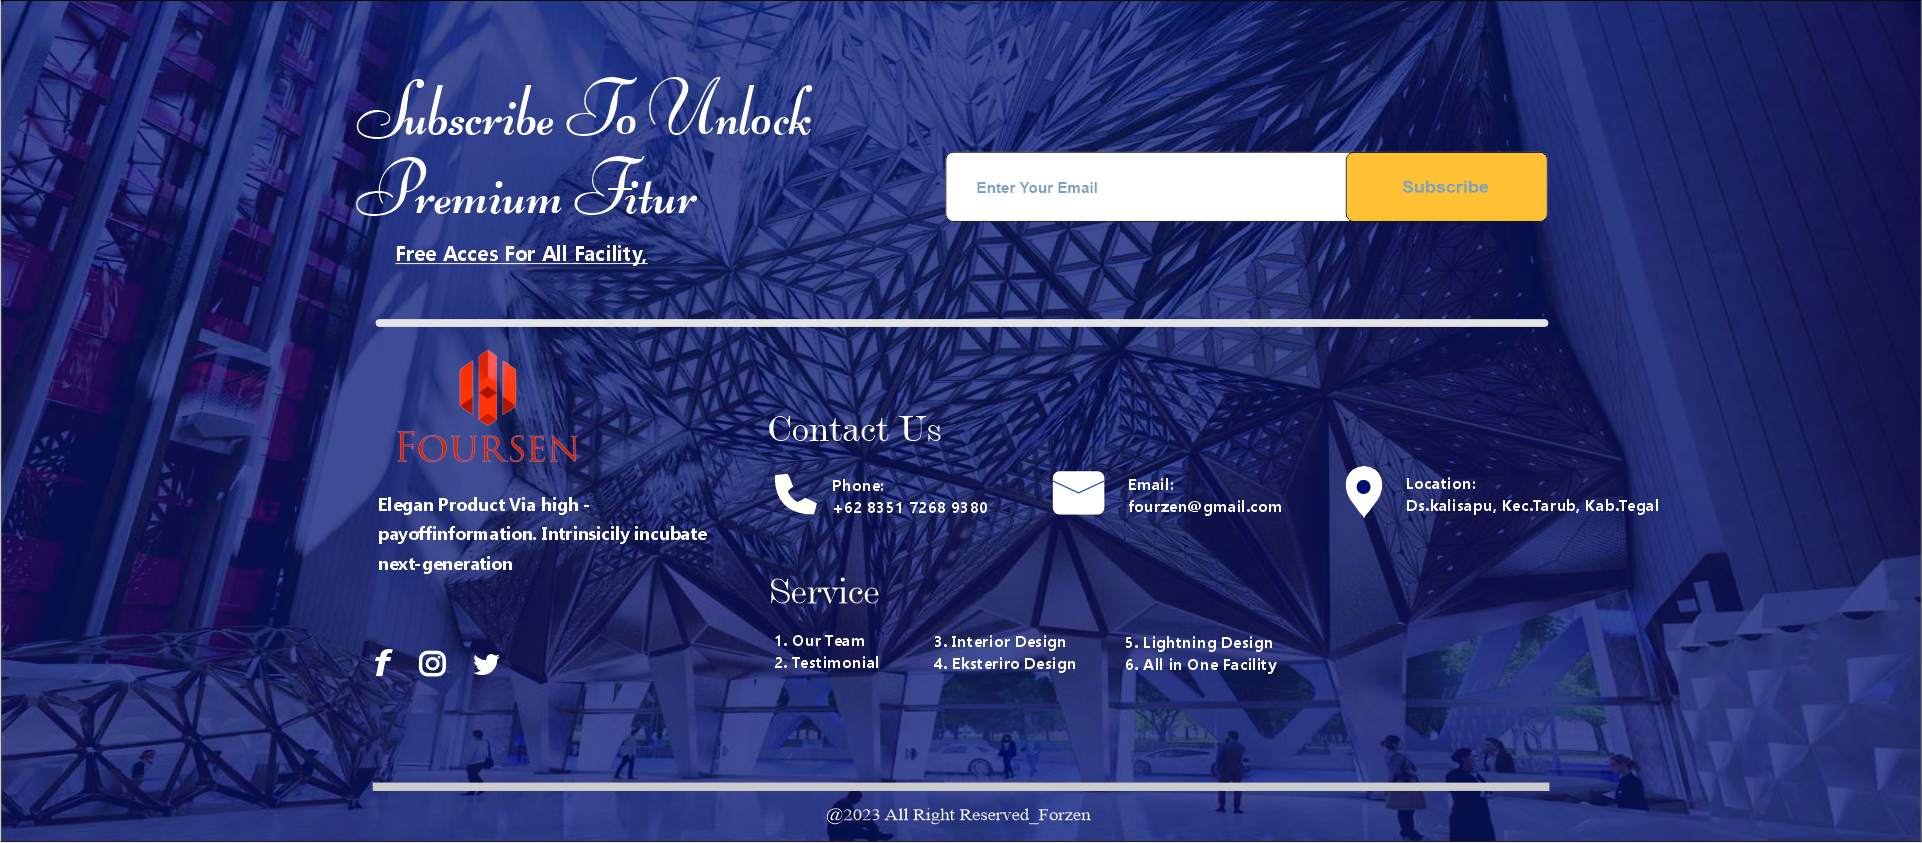 Subscribe To Unlock
Premium Fitur
Free Acces For All Facility,
Enter Your Email
Subscribe
FOURSEN
Elegan Product Via high -
payoffinformation. Intrinsicily incubate
next-generation
Contact Us
Phone:
+62 8351 7268 9380
Email:
fourzen@gmail.com
Location:
Ds.kalisapu, Kec.Tarub, Kab.Tegal
Service
1. Our Team
2. Testimonial
3. Interior Design
4. Eksteriro Design
5. Lightning Design
6. All in One Facility
@2023 All Right Reserved_Forzen